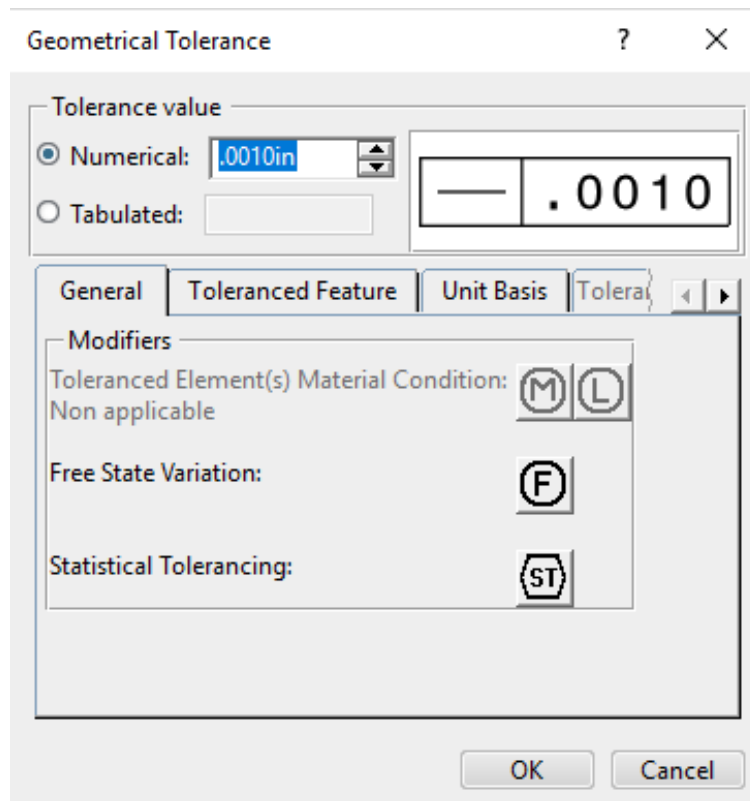 Geometrical Tolerance ? ×
Tolerance value
Numerical: .0010in
.0010
Tabulated:
General Toleranced Feature Unit Basis Tolera
Modifiers
Toleranced Element(s) Material Condition: M L
Non applicable
Free State Variation: F
Statistical Tolerancing: ST
OK Cancel